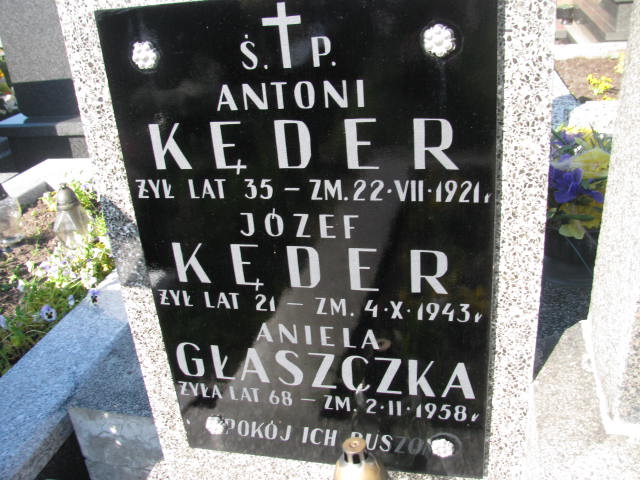 Ś. P.
ANTONI
KĘDER
ŻYŁ LAT 35 – ZM. 22·VII·1921 r
JÓZEF
KĘDER
ŻYŁ LAT 21 – ZM. 4·X·1943 r
ANIELA
GŁASZCZKA
ŻYŁA LAT 68 – ZM. 2·II·1958 r
POKÓJ ICH DUSZOM